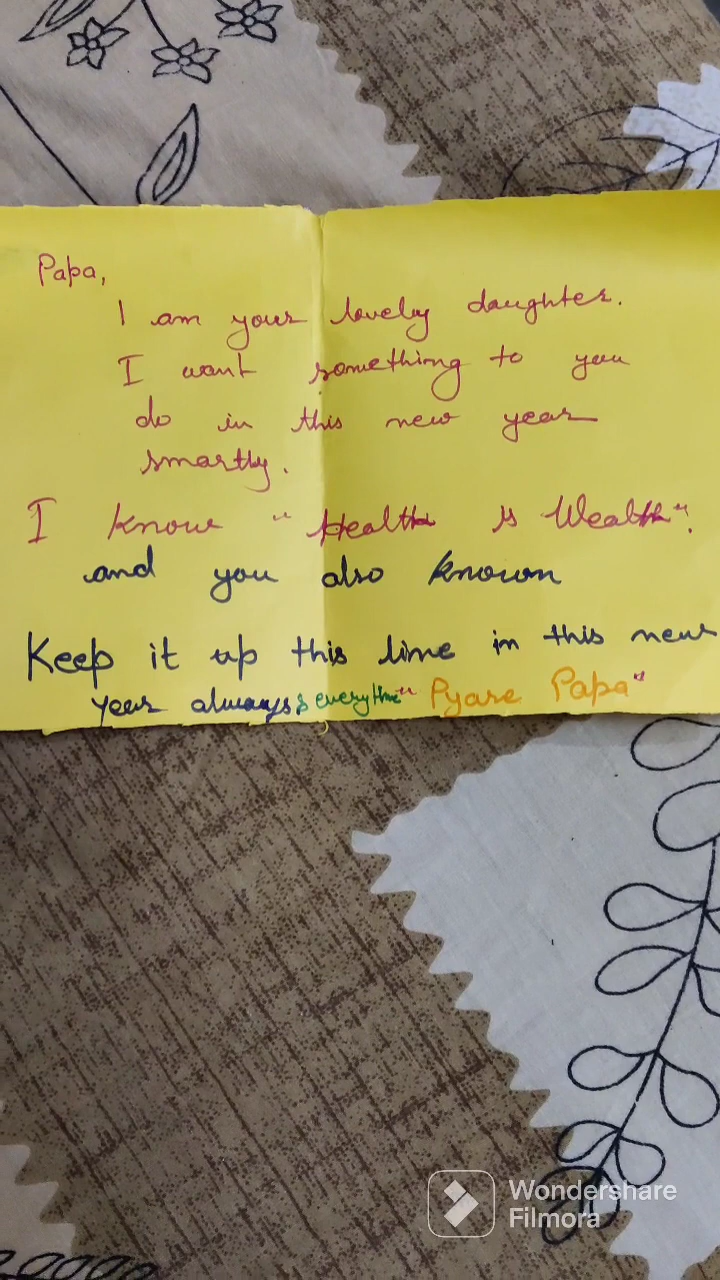 Papa,
I am your lovely daughter.
I want something to you
do in this new year
smartly.
I know "Health is Wealth".
and you also known
Keep it up this line in this new
year always & everytime "Pyare Papa"
Wondershare
Filmora